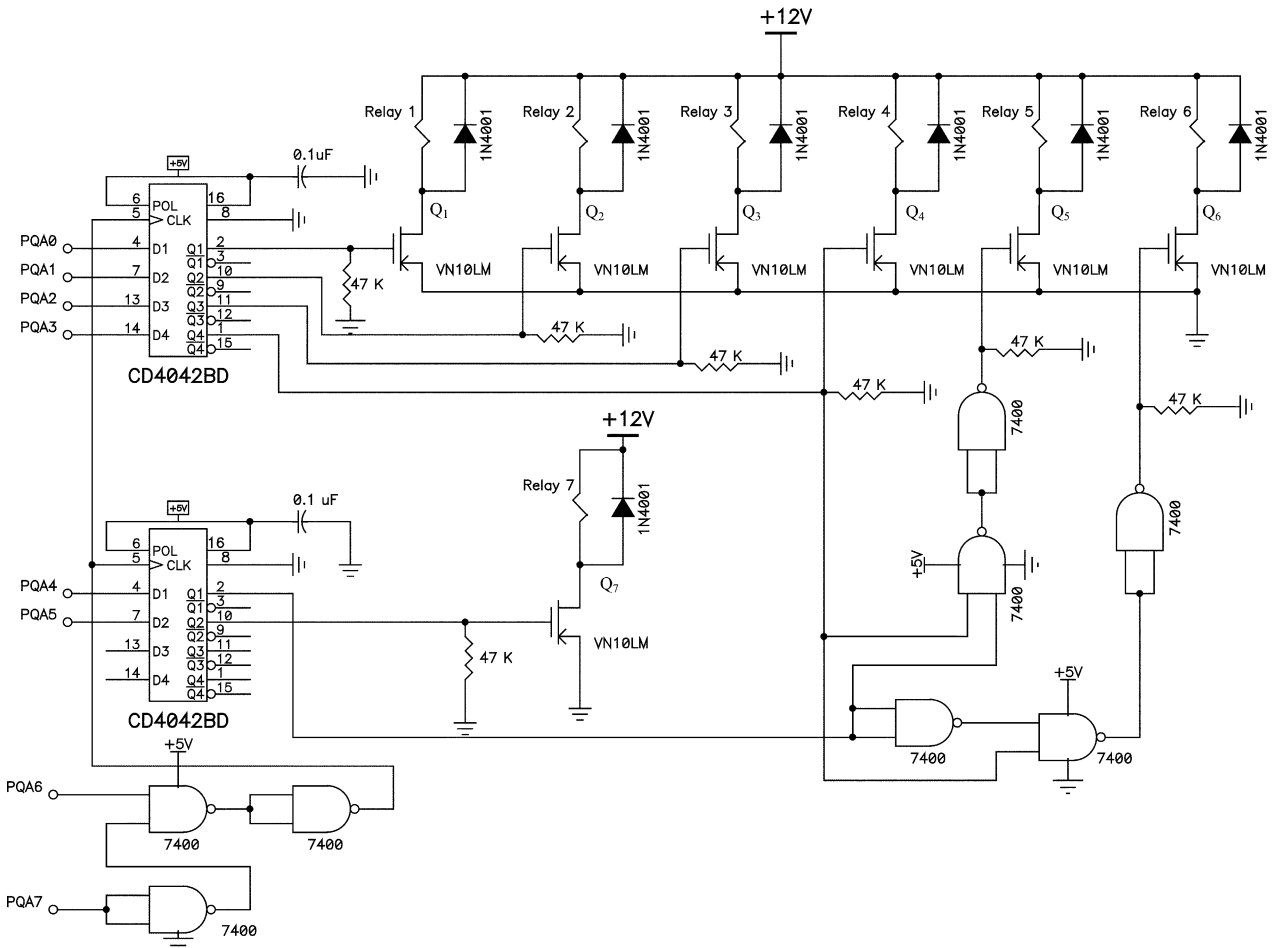 +12V
Relay 1
1N4001
Relay 2
1N4001
Relay 3
1N4001
Relay 4
1N4001
Relay 5
1N4001
Relay 6
1N4001
Q1
Q2
Q3
Q4
Q5
Q6
VN10LM
VN10LM
VN10LM
VN10LM
VN10LM
VN10LM
+5V
0.1uF
6 POL 16
5 CLK 8
PQA0 4 D1 Q1 2
Q1 3
PQA1 7 D2 Q2 10
Q2 9
PQA2 13 D3 Q3 11
Q3 12
PQA3 14 D4 Q4 1
Q4 15
CD4042BD
47 K
47 K
47 K
47 K
47 K
47 K
7400
7400
+5V
7400
+12V
Relay 7
1N4001
Q7
VN10LM
47 K
+5V
0.1 uF
6 POL 16
5 CLK 8
PQA4 4 D1 Q1 2
Q1 3
PQA5 7 D2 Q2 10
Q2 9
13 D3 Q3 11
Q3 12
14 D4 Q4 1
Q4 15
CD4042BD
+5V
7400
7400
+5V
PQA6
7400
7400
PQA7
7400